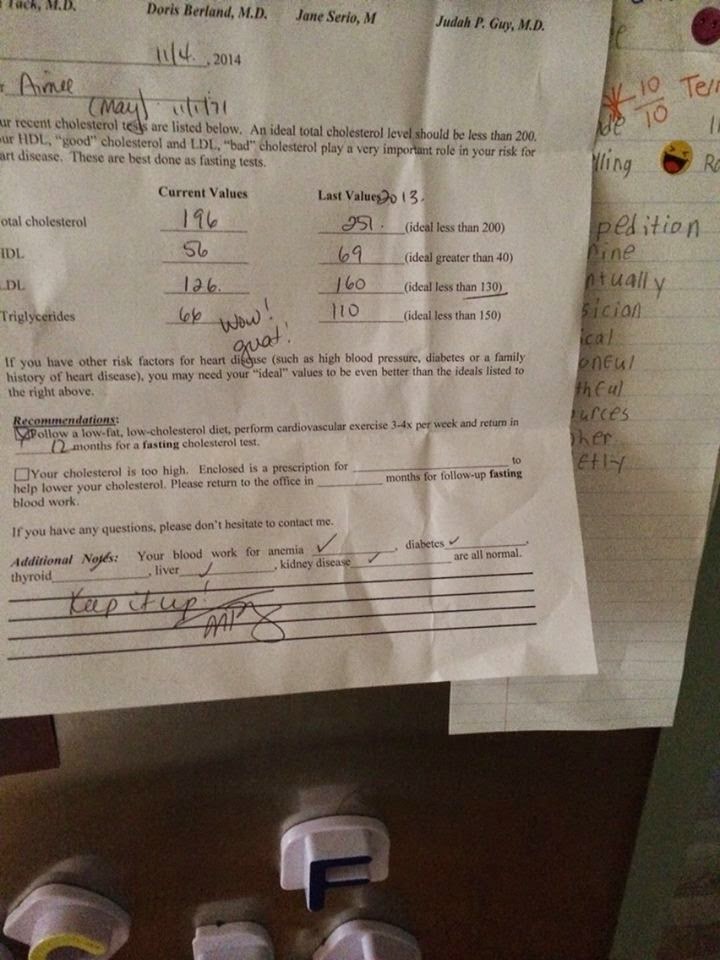 Tack, M.D. Doris Berland, M.D. Jane Serio, M Judah P. Guy, M.D.
11/4, 2014
Aimee
(May) 11/1/71
ur recent cholesterol tests are listed below. An ideal total cholesterol level should be less than 200.
ur HDL, "good" cholesterol and LDL, "bad" cholesterol play a very important role in your risk for
art disease. These are best done as fasting tests.
Current Values Last Values 2013.
otal cholesterol 196 251. (ideal less than 200)
HDL 56 69 (ideal greater than 40)
LDL 126. 160 (ideal less than 130)
Triglycerides 66 110 (ideal less than 150)
Wow!
great!
If you have other risk factors for heart disease (such as high blood pressure, diabetes or a family
history of heart disease), you may need your "ideal" values to be even better than the ideals listed to
the right above.
Recommendations:
Follow a low-fat, low-cholesterol diet, perform cardiovascular exercise 3-4x per week and return in
12 months for a fasting cholesterol test.
Your cholesterol is too high. Enclosed is a prescription for to
help lower your cholesterol. Please return to the office in months for follow-up fasting
blood work.
If you have any questions, please don't hesitate to contact me.
Additional Notes: Your blood work for anemia , diabetes ,
thyroid , liver , kidney disease are all normal.
Keep it up!
10/10 Ter
lling Ro
pedition
ntually
sician
ical
oneul
thful
ources
ther
etly
F